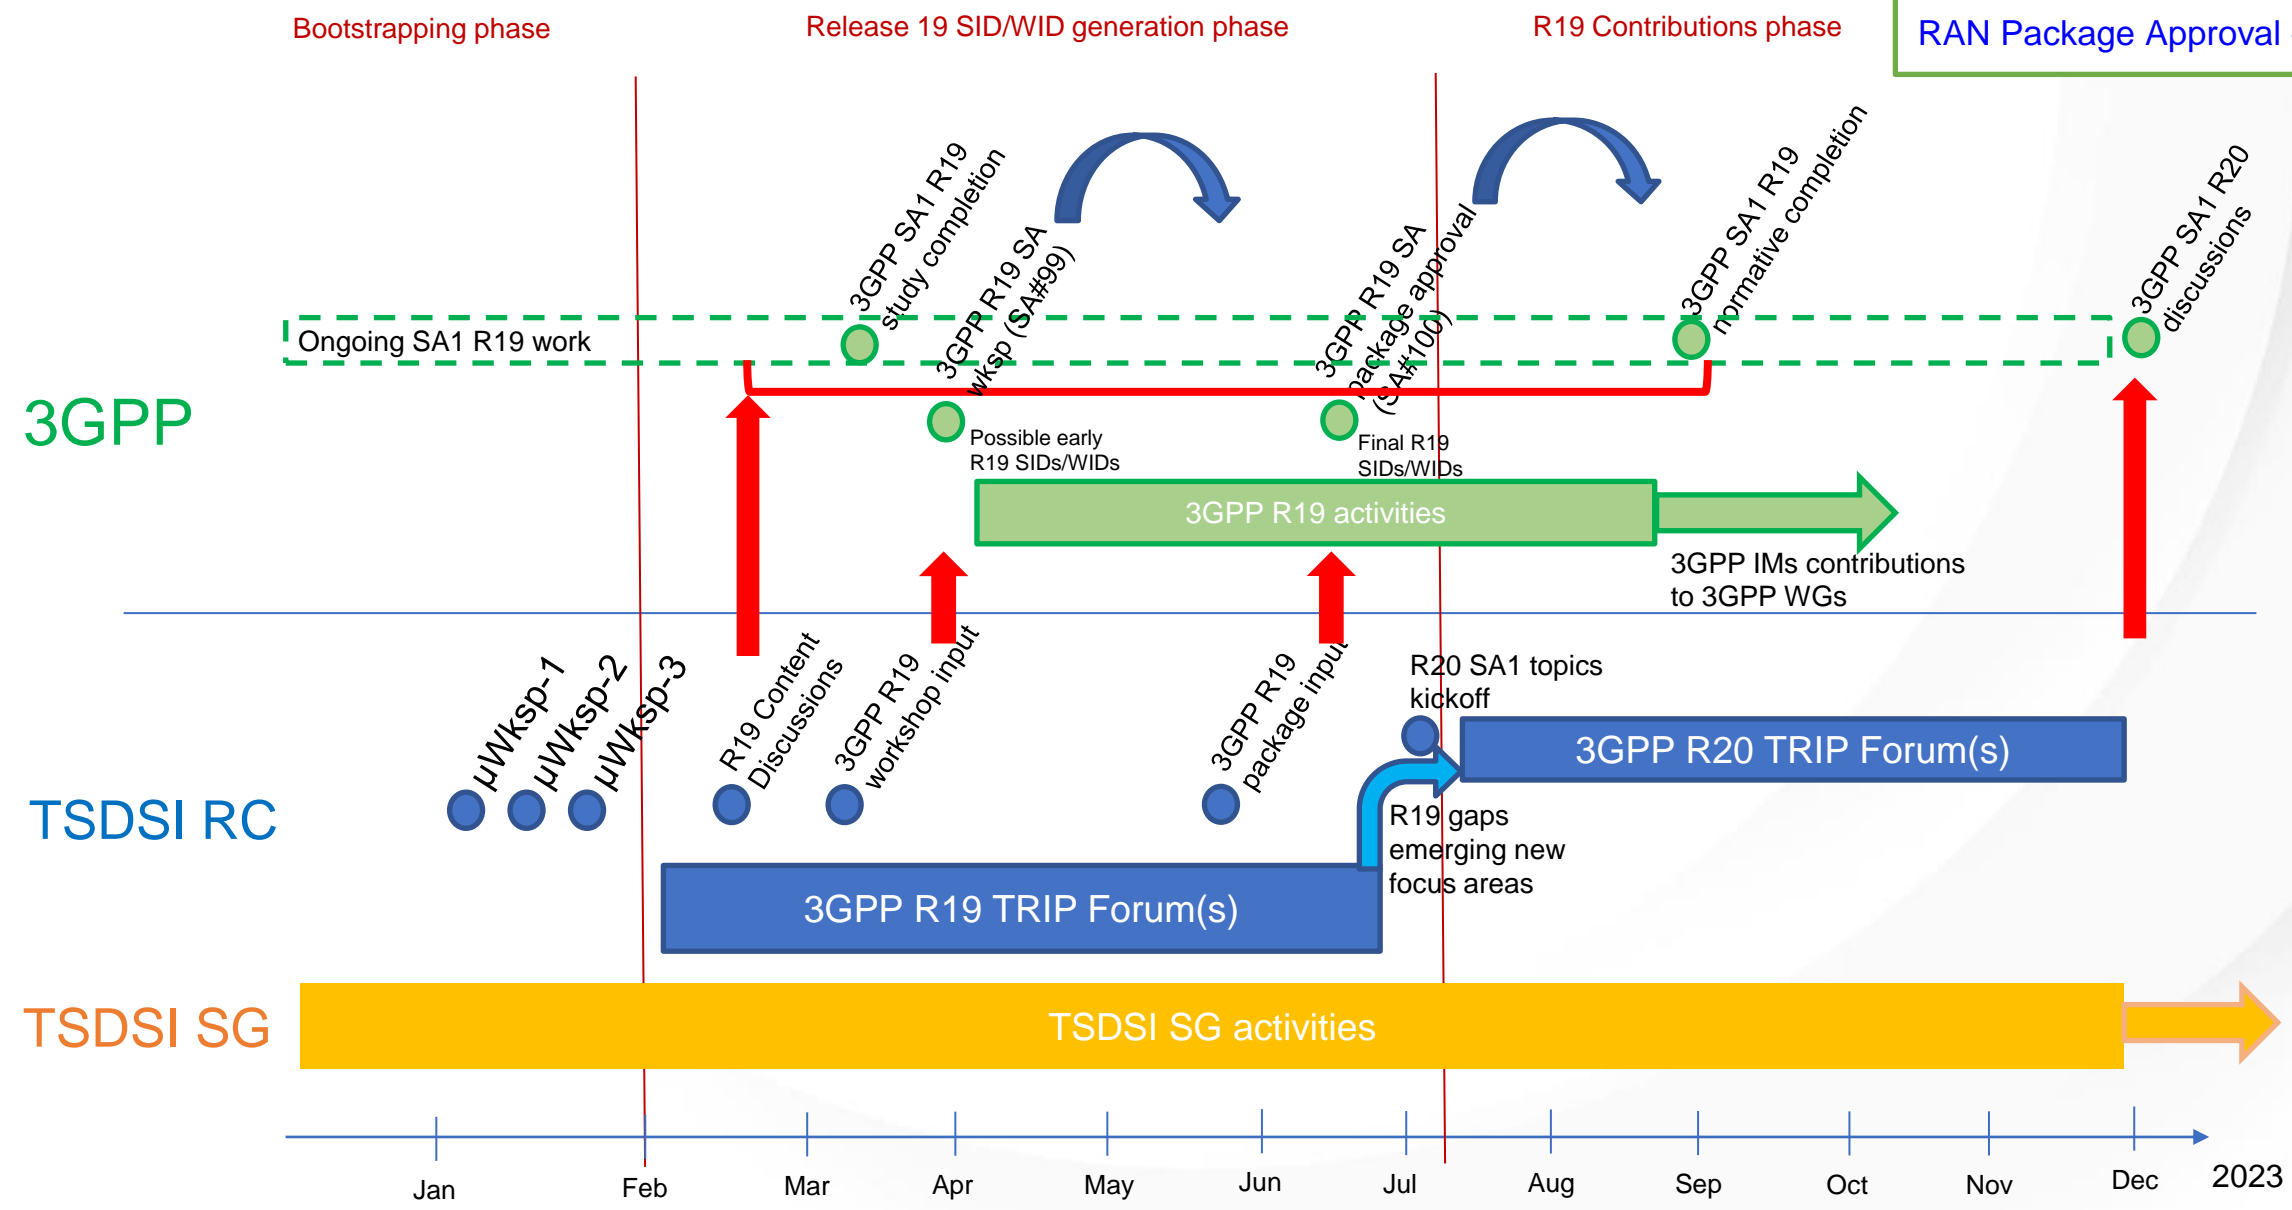 Bootstrapping phase
Release 19 SID/WID generation phase
R19 Contributions phase
RAN Package Approval
3GPP SA1 R19
study completion
3GPP R19 SA
wksp (SA#99)
3GPP R19 SA
package approval
(SA#100)
3GPP SA1 R19
normative completion
3GPP SA1 R20
discussions
Ongoing SA1 R19 work
3GPP
Possible early
R19 SIDs/WIDs
Final R19
SIDs/WIDs
3GPP R19 activities
3GPP IMs contributions
to 3GPP WGs
µWksp-1
µWksp-2
µWksp-3
R19 Content
Discussions
3GPP R19
workshop input
3GPP R19
package input
R20 SA1 topics
kickoff
3GPP R20 TRIP Forum(s)
TSDSI RC
R19 gaps
emerging new
focus areas
3GPP R19 TRIP Forum(s)
TSDSI SG
TSDSI SG activities
Jan
Feb
Mar
Apr
May
Jun
Jul
Aug
Sep
Oct
Nov
Dec
2023